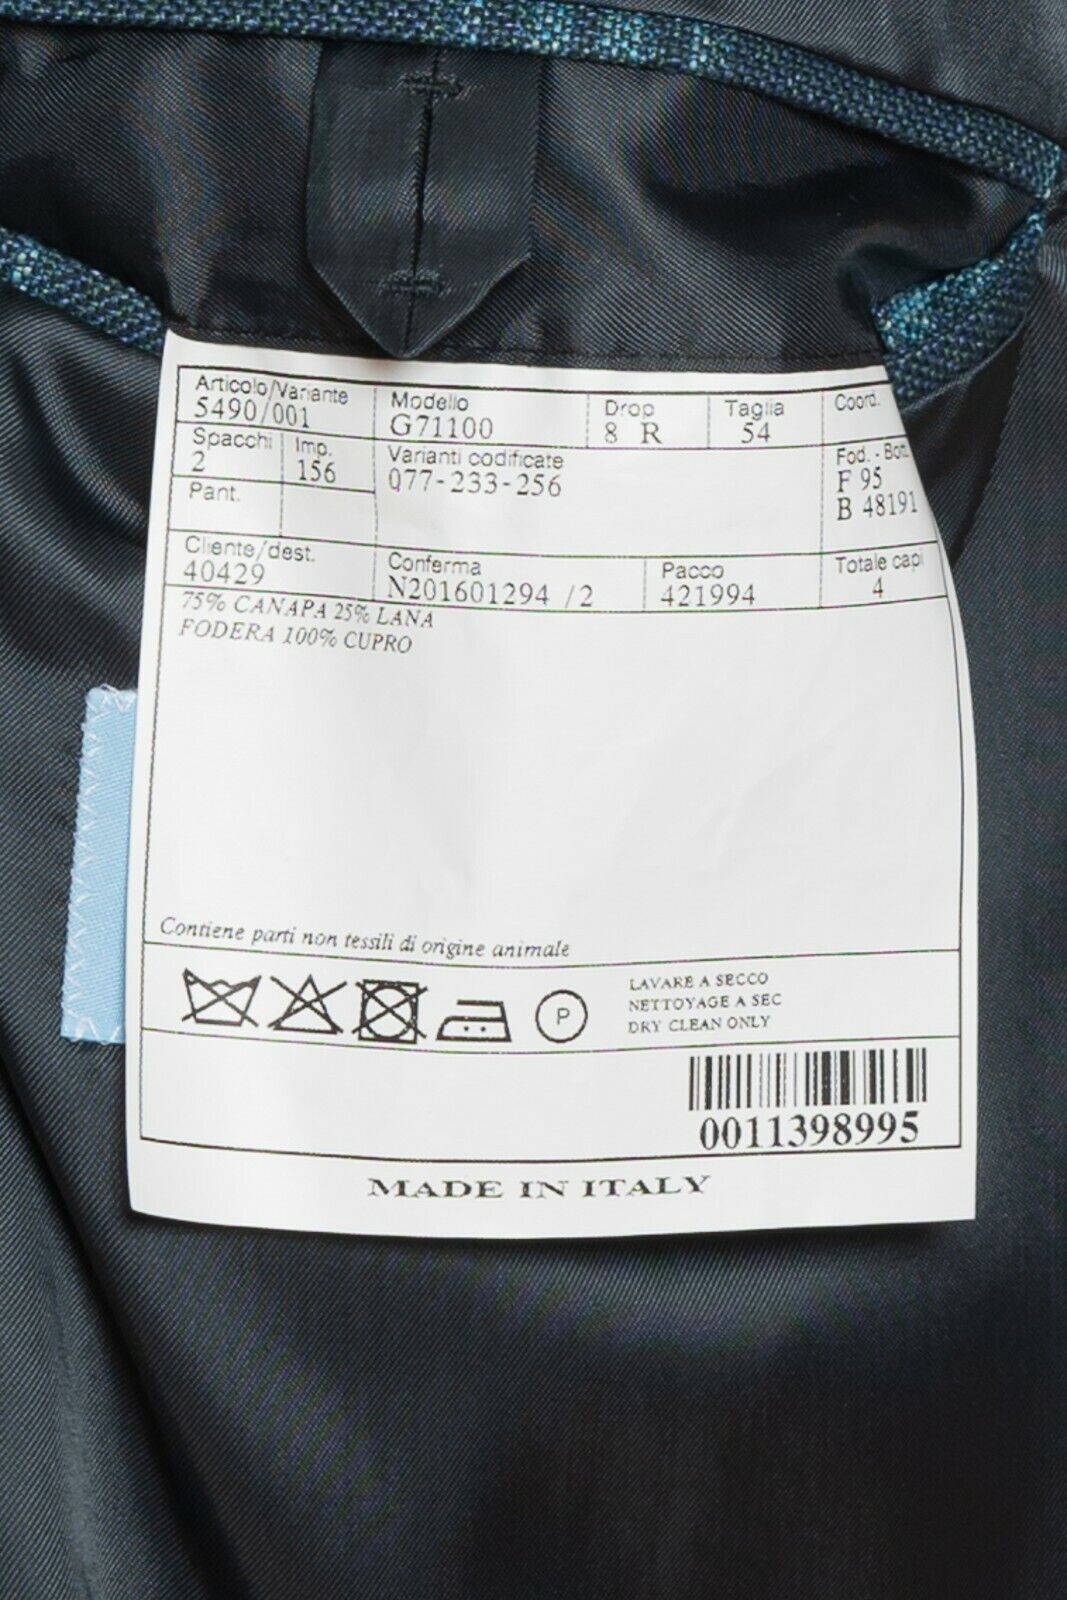 Articolo/Variante Modello Drop Taglia Coord.
5490/001 G71100 8 R 54
Spacchi Imp. Varianti codificate Fod. - Bott.
2 156 077-233-256 F 95
Pant. B 48191
Cliente/dest. Conferma Pacco Totale capi
40429 N201601294 /2 421994 4
75% CANAPA 25% LANA
FODERA 100% CUPRO
Contiene parti non tessili di origine animale
P
LAVARE A SECCO
NETTOYAGE A SEC
DRY CLEAN ONLY
0011398995
MADE IN ITALY